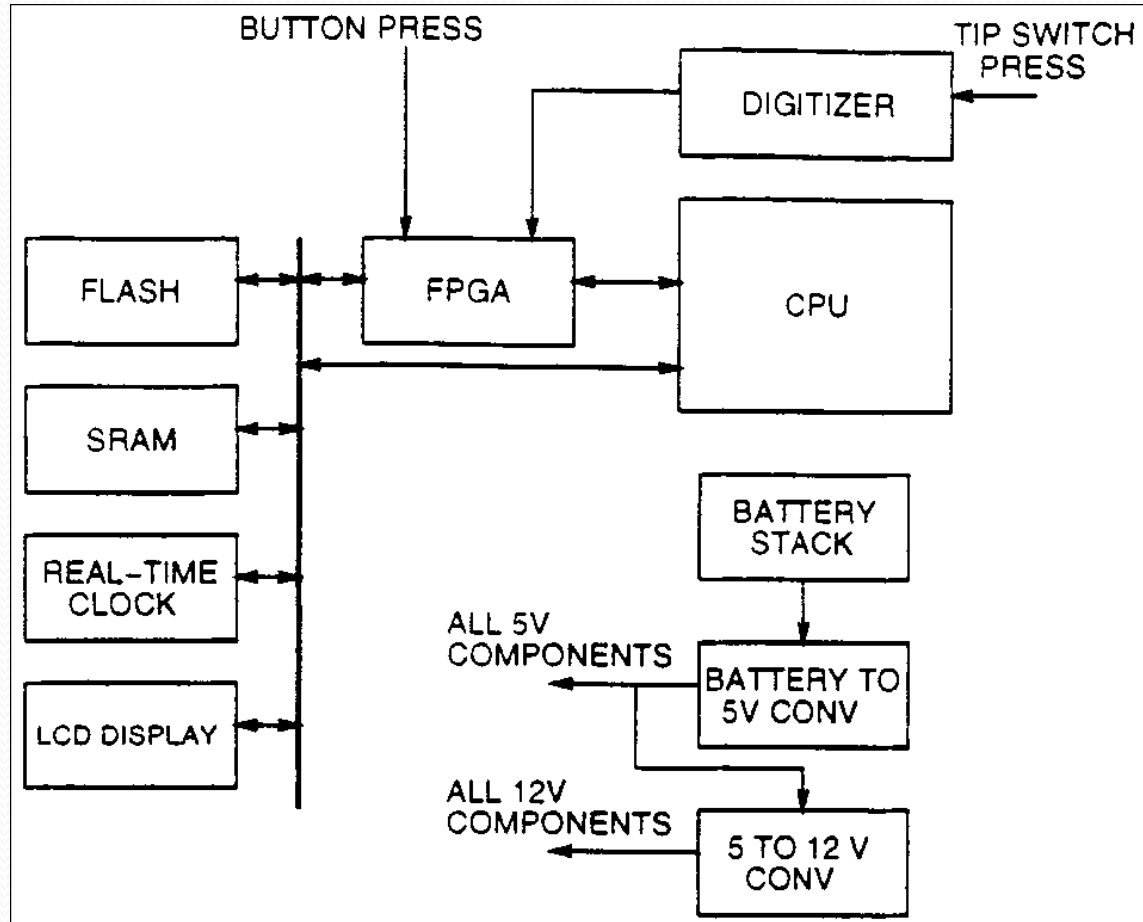 BUTTON PRESS
TIP SWITCH
PRESS
DIGITIZER
FLASH
FPGA
CPU
SRAM
BATTERY
STACK
REAL-TIME
CLOCK
ALL 5V
COMPONENTS
BATTERY TO
5V CONV
LCD DISPLAY
ALL 12V
COMPONENTS
5 TO 12 V
CONV